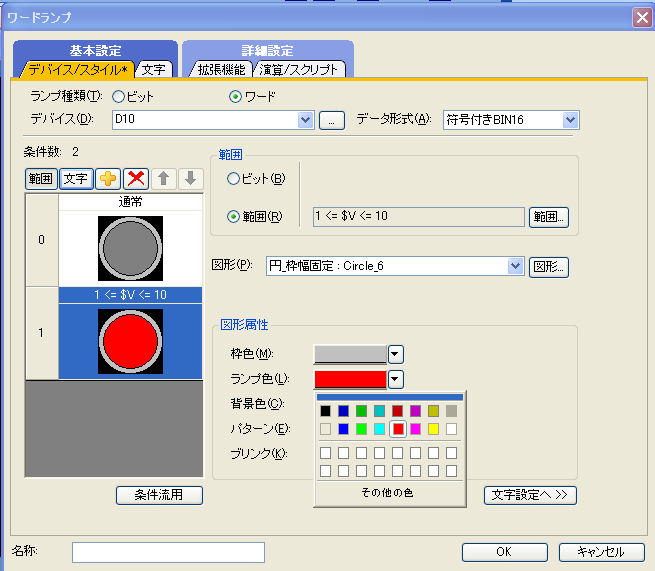 ワードランプ
基本設定
詳細設定
デバイス/スタイル*
文字
拡張機能
演算/スクリプト
ランプ種類(T): ビット ワード
デバイス(D): D10 ... データ形式(A): 符号付きBIN16
条件数: 2
範囲 文字
通常
0
1 <= $V <= 10
1
条件流用
範囲
ビット(B)
範囲(R) 1 <= $V <= 10 範囲...
図形(P): 円_枠幅固定 : Circle_6 図形...
図形属性
枠色(M):
ランプ色(L):
背景色(C):
パターン(E):
ブリンク(K):
その他の色
文字設定へ >>
名称:
OK キャンセル